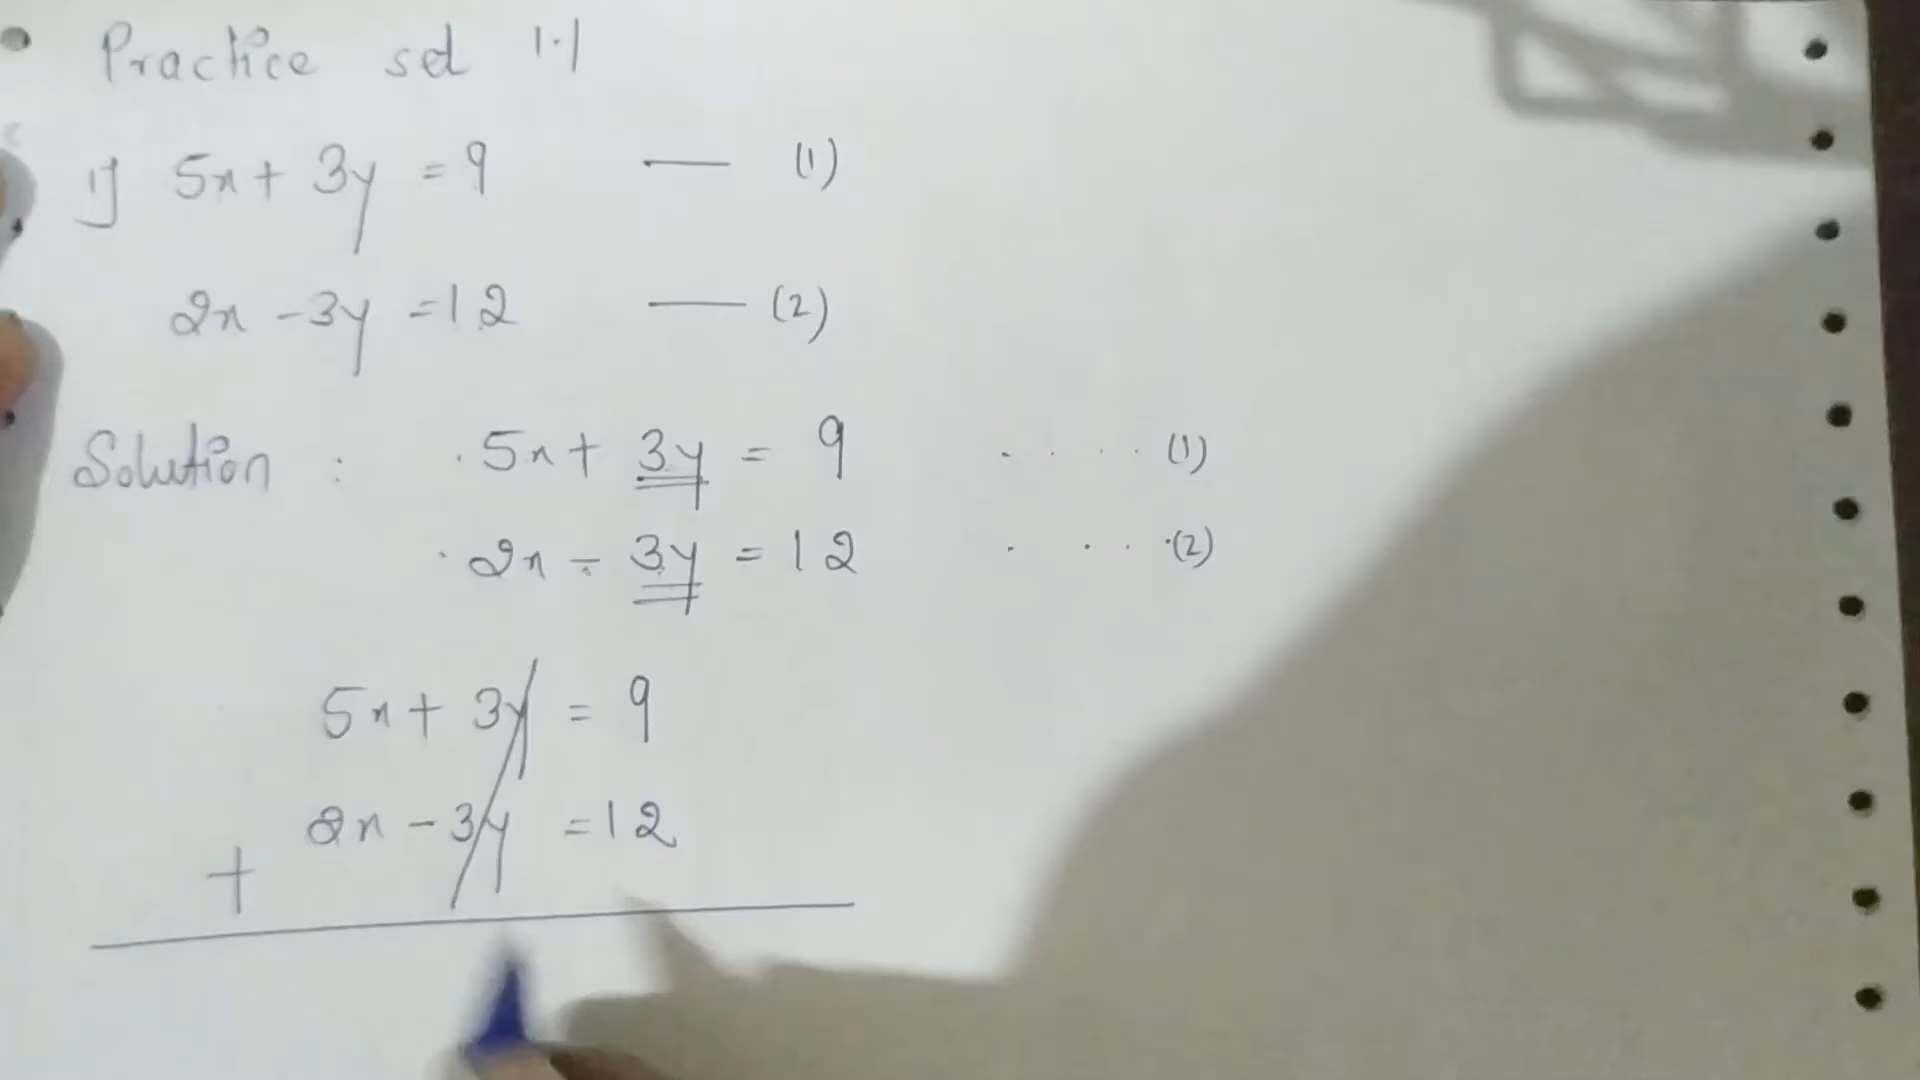 Practice set 1.1
1] 5x + 3y = 9 — (1)
2x - 3y = 12 — (2)
Solution : 5x + 3y = 9 .... (1)
2x - 3y = 12 .... (2)
5x + 3y = 9
2x - 3y = 12
+